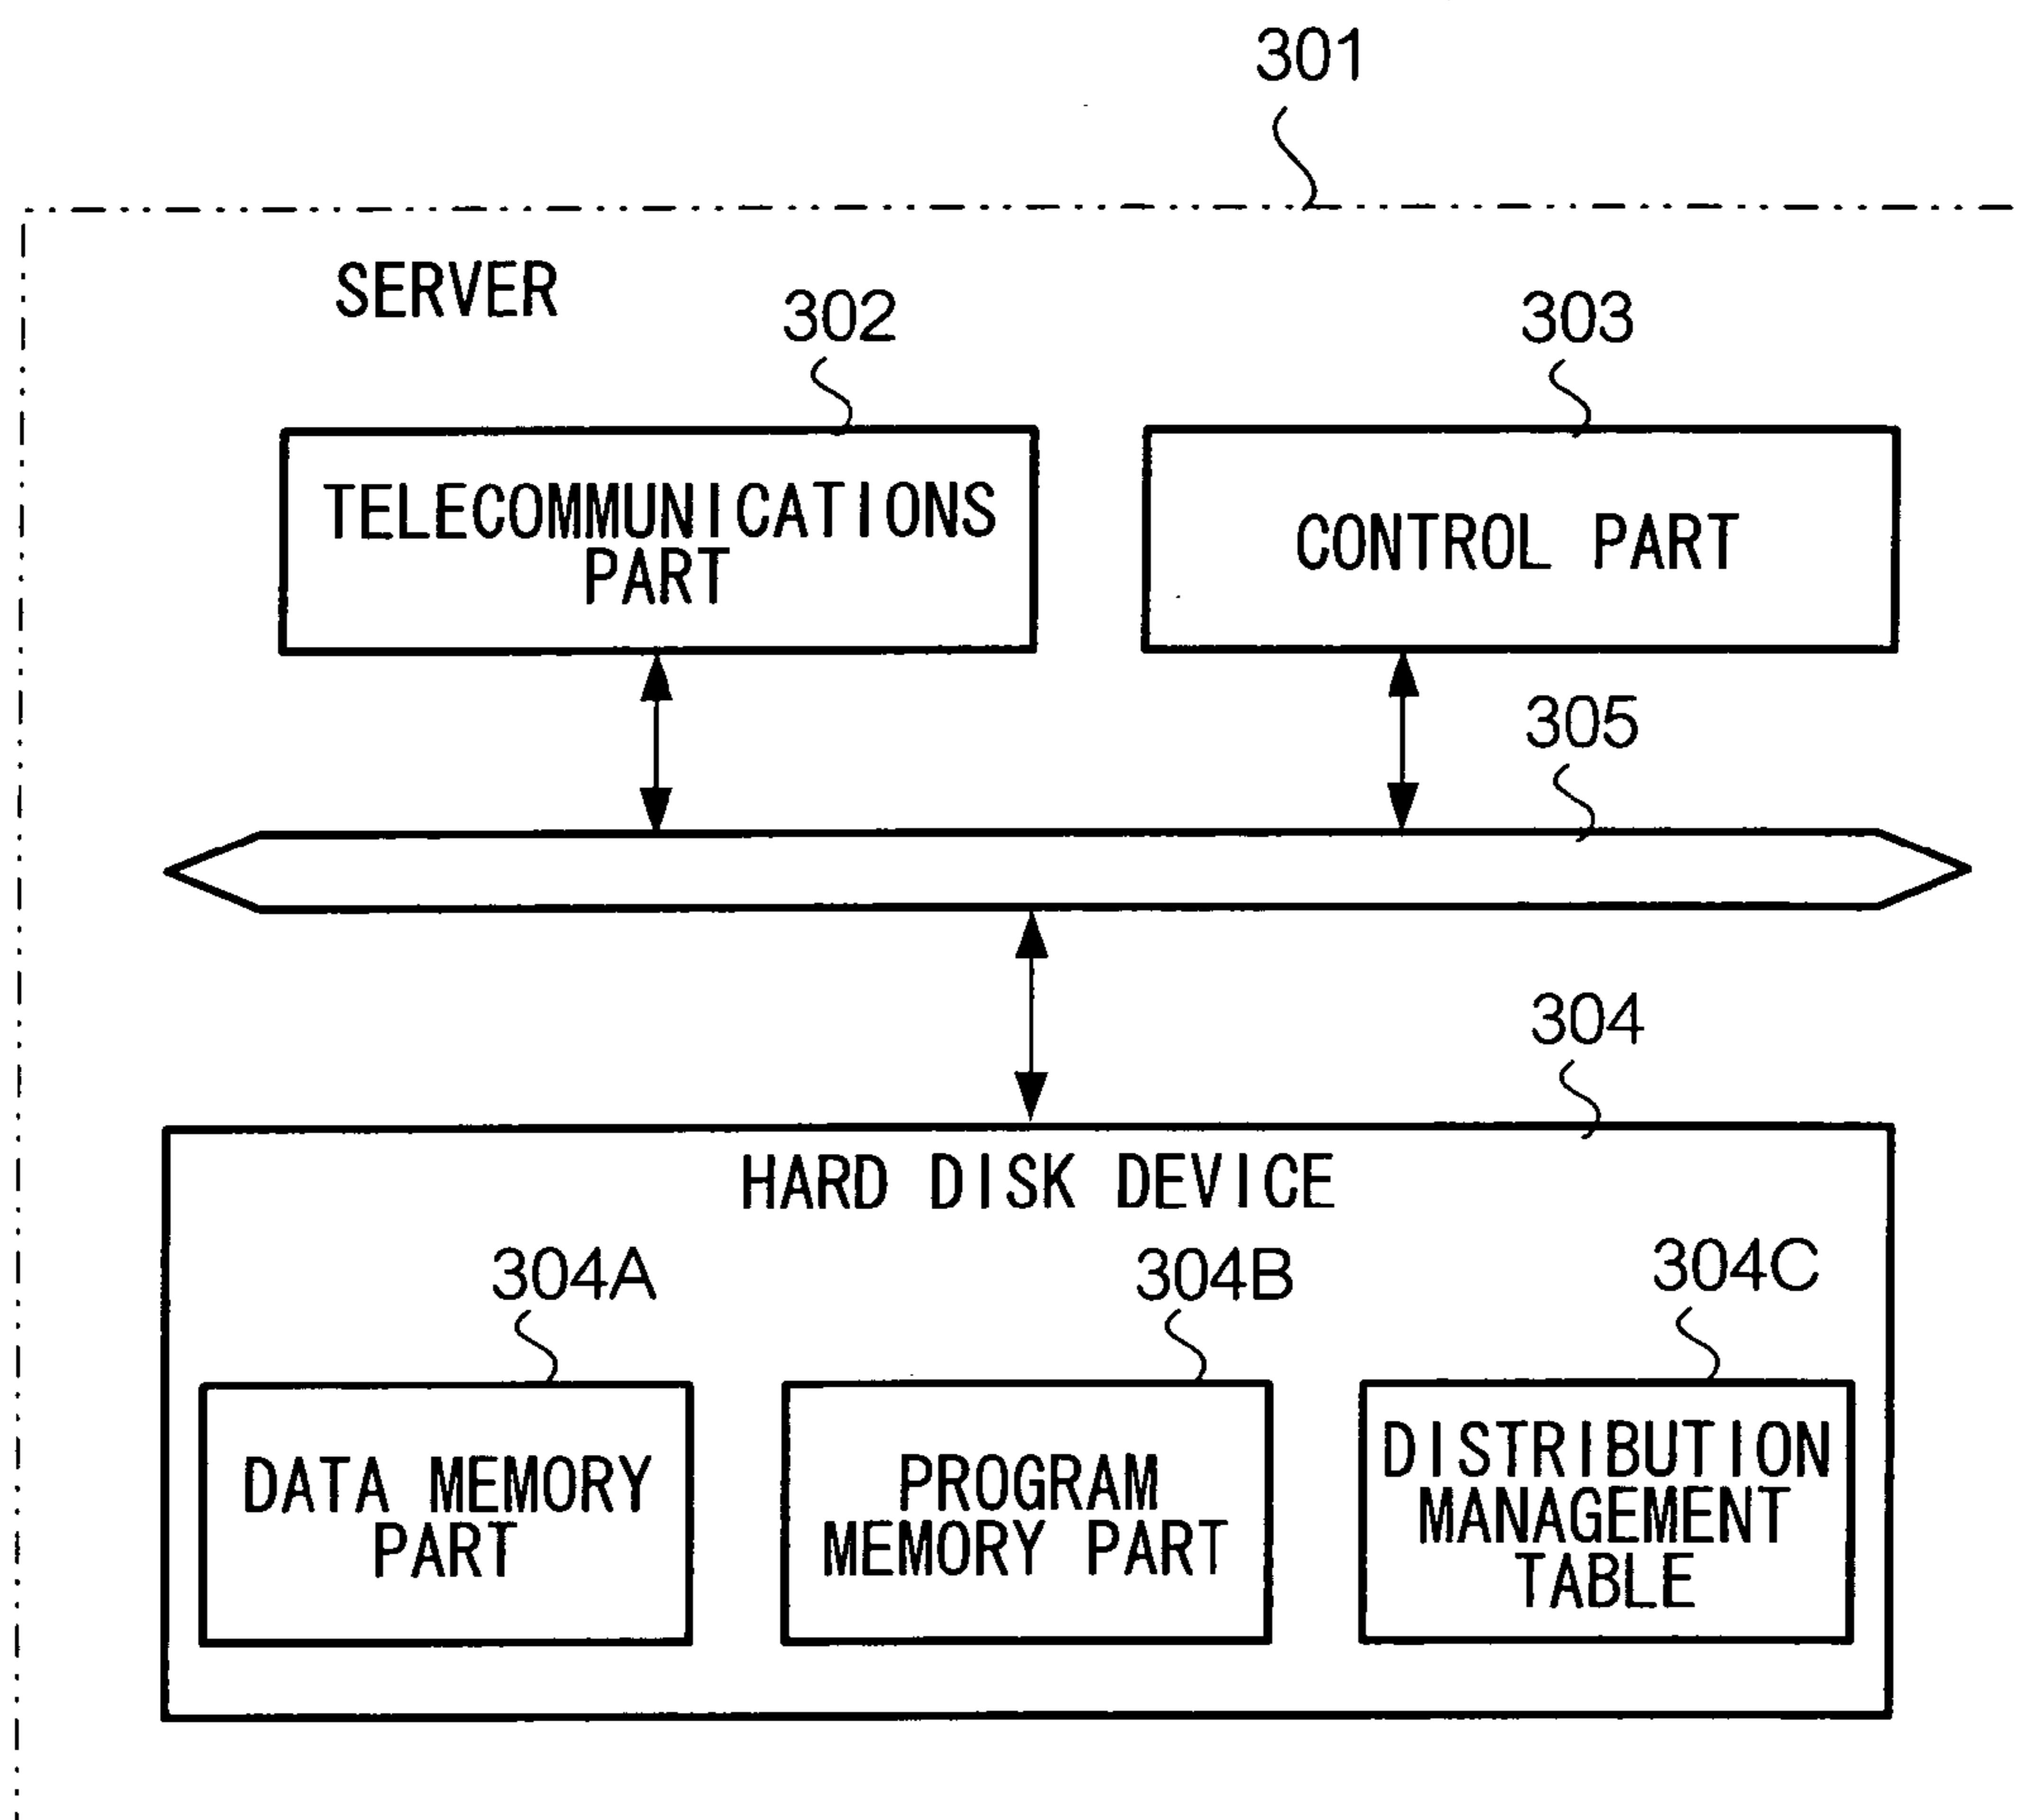 301
SERVER
302
303
TELECOMMUNICATIONS
PART
CONTROL PART
305
304
HARD DISK DEVICE
304A
304B
304C
DATA MEMORY
PART
PROGRAM
MEMORY PART
DISTRIBUTION
MANAGEMENT
TABLE